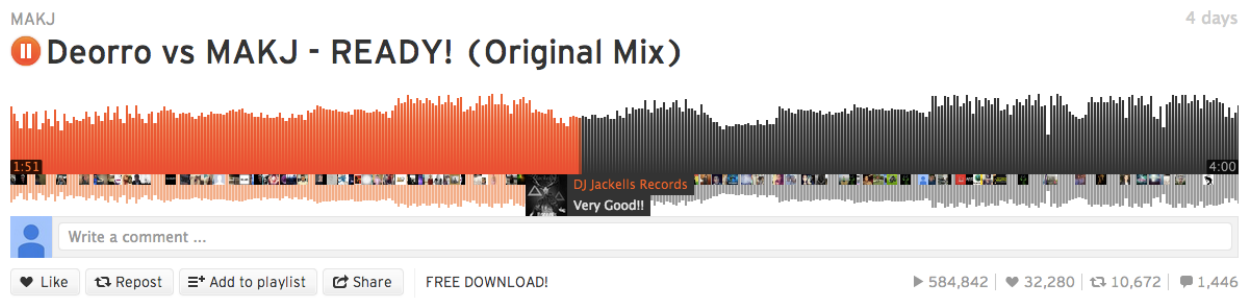 MAKJ
4 days
Deorro vs MAKJ - READY! (Original Mix)
1:51
4:00
DJ Jackells Records
Very Good!!
Write a comment ...
Like Repost Add to playlist Share FREE DOWNLOAD! 584,842 32,280 10,672 1,446